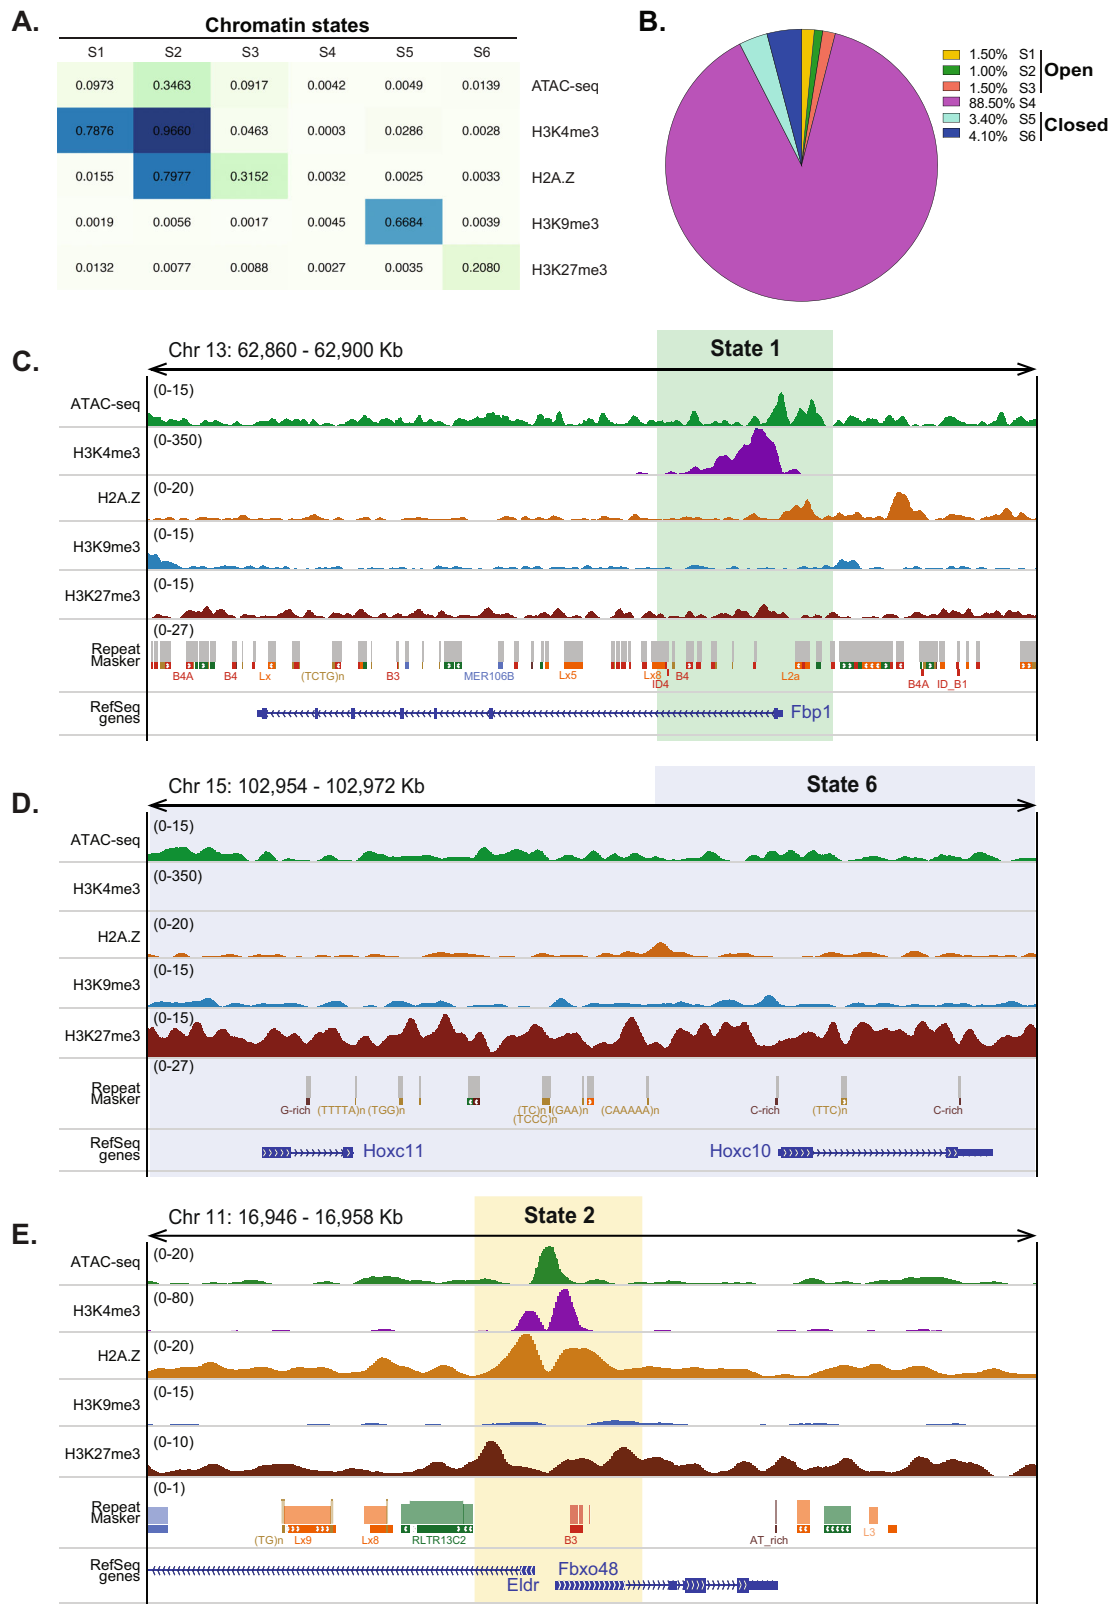 A.
Chromatin states
S1 S2 S3 S4 S5 S6
0.0973 0.3463 0.0917 0.0042 0.0049 0.0139 ATAC-seq
0.7876 0.9660 0.0463 0.0003 0.0286 0.0028 H3K4me3
0.0155 0.7977 0.3152 0.0032 0.0025 0.0033 H2A.Z
0.0019 0.0056 0.0017 0.0045 0.6684 0.0039 H3K9me3
0.0132 0.0077 0.0088 0.0027 0.0035 0.2080 H3K27me3
B.
1.50% S1
1.00% S2
1.50% S3
Open
88.50% S4
3.40% S5
4.10% S6
Closed
C.
Chr 13: 62,860 - 62,900 Kb
State 1
ATAC-seq (0-15)
H3K4me3 (0-350)
H2A.Z (0-20)
H3K9me3 (0-15)
H3K27me3 (0-15)
(0-27)
Repeat
Masker
B4A B4 Lx (TCTG)n B3 MER106B Lx5 Lx8 B4 L2a
ID4 B4A ID_B1
RefSeq
genes
Fbp1
D.
Chr 15: 102,954 - 102,972 Kb
State 6
ATAC-seq (0-15)
H3K4me3 (0-350)
H2A.Z (0-20)
H3K9me3 (0-15)
H3K27me3 (0-15)
(0-27)
Repeat
Masker
G-rich (TTTTA)n (TGG)n (TC)n (GAA)n (CAAAAA)n C-rich (TTC)n C-rich
(TCCC)n
RefSeq
genes
Hoxc11 Hoxc10
E.
Chr 11: 16,946 - 16,958 Kb
State 2
ATAC-seq (0-20)
H3K4me3 (0-80)
H2A.Z (0-20)
H3K9me3 (0-15)
H3K27me3 (0-10)
(0-1)
Repeat
Masker
(TG)n Lx9 Lx8 RLTR13C2 B3 AT_rich L3
RefSeq
genes
Fbxo48
Eldr